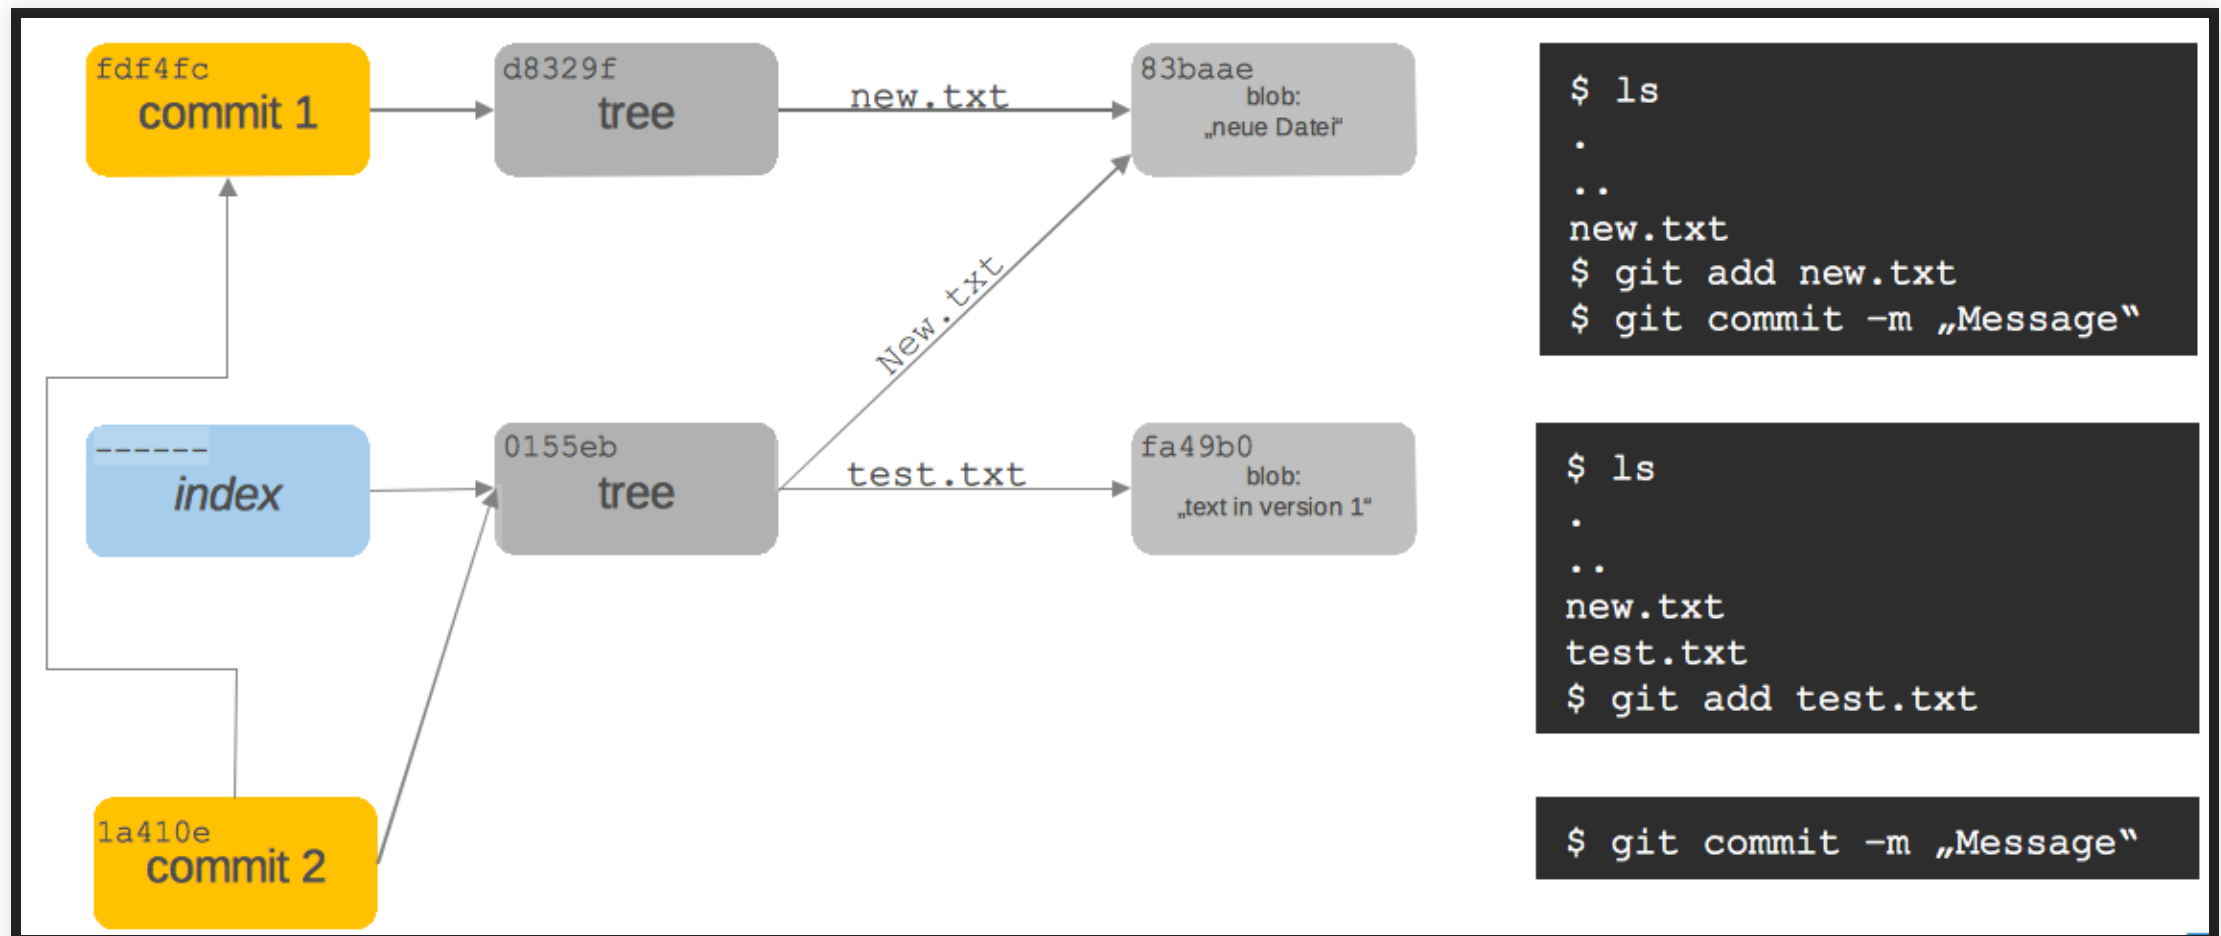 fdf4fc
commit 1
d8329f
tree
new.txt
83baae
blob:
„neue Datei“
$ ls
.
..
new.txt
$ git add new.txt
$ git commit –m „Message“
New.txt
------
index
0155eb
tree
test.txt
fa49b0
blob:
„text in version 1“
$ ls
.
..
new.txt
test.txt
$ git add test.txt
1a410e
commit 2
$ git commit –m „Message“